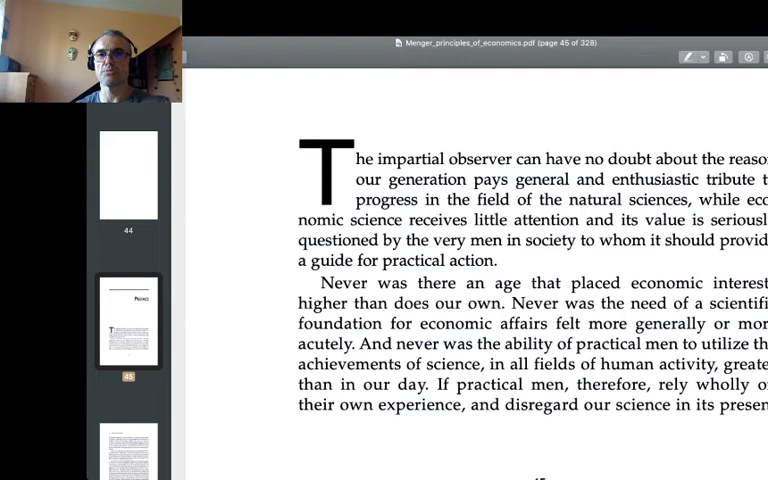 Menger_principles_of_economics.pdf (page 45 of 328)
44
PREFACE
45
The impartial observer can have no doubt about the reaso
our generation pays general and enthusiastic tribute t
progress in the field of the natural sciences, while eco
nomic science receives little attention and its value is seriousl
questioned by the very men in society to whom it should provid
a guide for practical action.
Never was there an age that placed economic interest
higher than does our own. Never was the need of a scientifi
foundation for economic affairs felt more generally or mor
acutely. And never was the ability of practical men to utilize th
achievements of science, in all fields of human activity, greate
than in our day. If practical men, therefore, rely wholly o
their own experience, and disregard our science in its presen